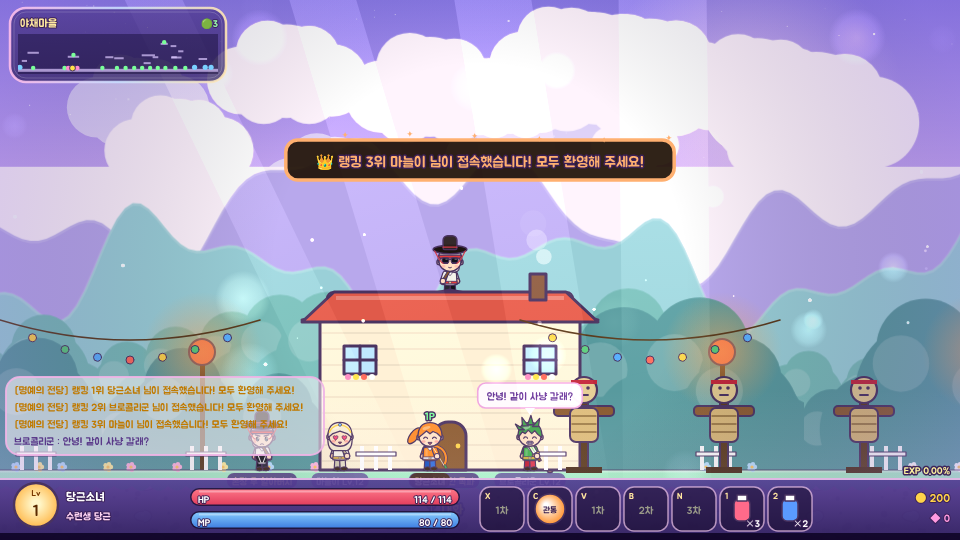 야채마을
3
랭킹 3위 마늘이 님이 접속했습니다! 모두 환영해 주세요!
[명예의 전당] 랭킹 1위 당근소녀 님이 접속했습니다! 모두 환영해 주세요!
[명예의 전당] 랭킹 2위 브로콜리군 님이 접속했습니다! 모두 환영해 주세요!
[명예의 전당] 랭킹 3위 마늘이 님이 접속했습니다! 모두 환영해 주세요!
브로콜리군 : 안녕! 같이 사냥 갈래?
안녕! 같이 사냥 갈래?
1P
EXP 0.00%
Lv
1
당근소녀
수련생 당근
HP
114 / 114
MP
80 / 80
X
1차
C
관통
V
1차
B
2차
N
3차
1
×3
2
×2
200
0